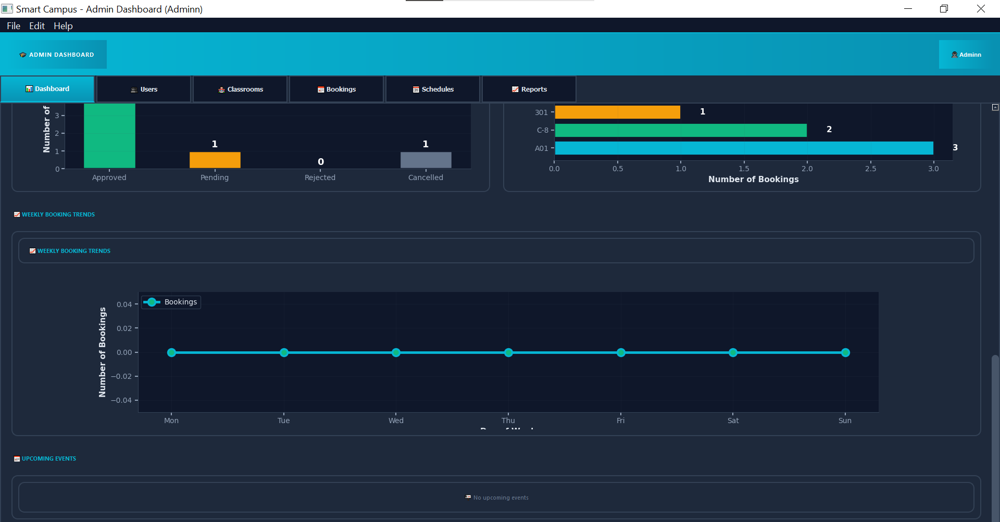 Smart Campus - Admin Dashboard (Adminn)
File Edit Help
ADMIN DASHBOARD
Adminn
Dashboard Users Classrooms Bookings Schedules Reports
Number of
3
2
1
0
1
0
1
Approved Pending Rejected Cancelled
301
C-8
A01
1
2
3
0.0 0.5 1.0 1.5 2.0 2.5 3.0
Number of Bookings
WEEKLY BOOKING TRENDS
WEEKLY BOOKING TRENDS
Bookings
Number of Bookings
0.04
0.02
0.00
−0.02
−0.04
Mon Tue Wed Thu Fri Sat Sun
UPCOMING EVENTS
No upcoming events